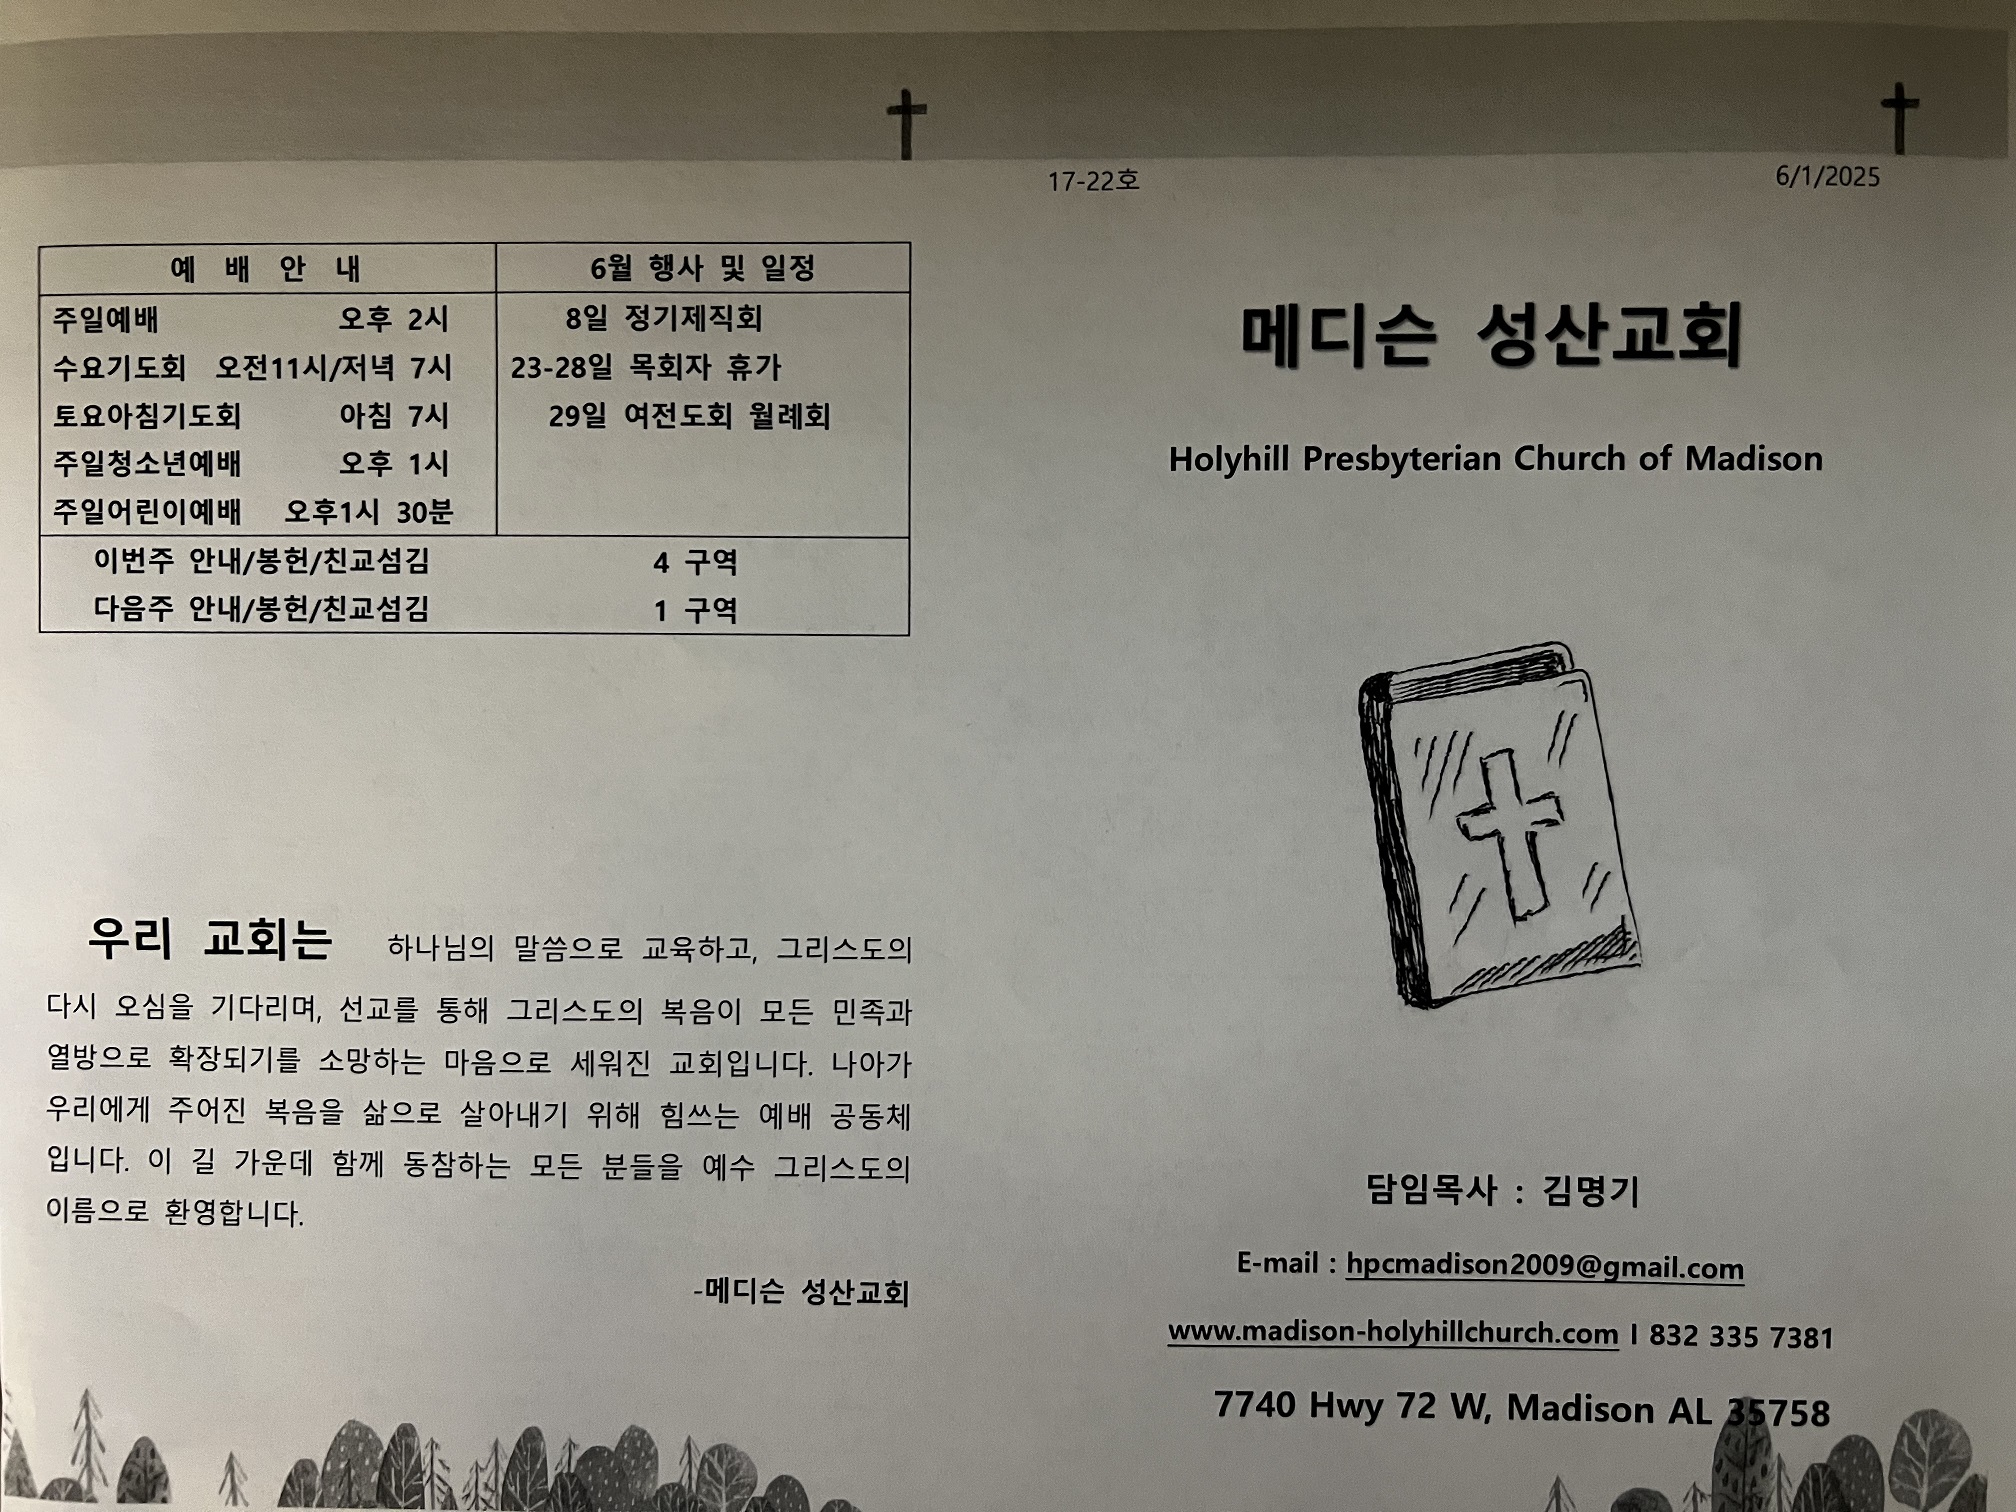 예 배 안 내 6월 행사 및 일정
주일예배 오후 2시 8일 정기제직회
수요기도회 오전11시/저녁 7시 23-28일 목회자 휴가
토요아침기도회 아침 7시 29일 여전도회 월례회
주일청소년예배 오후 1시
주일어린이예배 오후1시 30분
이번주 안내/봉헌/친교섬김 4 구역
다음주 안내/봉헌/친교섬김 1 구역
우리 교회는 하나님의 말씀으로 교육하고, 그리스도의
다시 오심을 기다리며, 선교를 통해 그리스도의 복음이 모든 민족과
열방으로 확장되기를 소망하는 마음으로 세워진 교회입니다. 나아가
우리에게 주어진 복음을 삶으로 살아내기 위해 힘쓰는 예배 공동체
입니다. 이 길 가운데 함께 동참하는 모든 분들을 예수 그리스도의
이름으로 환영합니다.
-메디슨 성산교회
17-22호 6/1/2025
메디슨 성산교회
Holyhill Presbyterian Church of Madison
담임목사 : 김명기
E-mail : hpcmadison2009@gmail.com
www.madison-holyhillchurch.com I 832 335 7381
7740 Hwy 72 W, Madison AL 35758